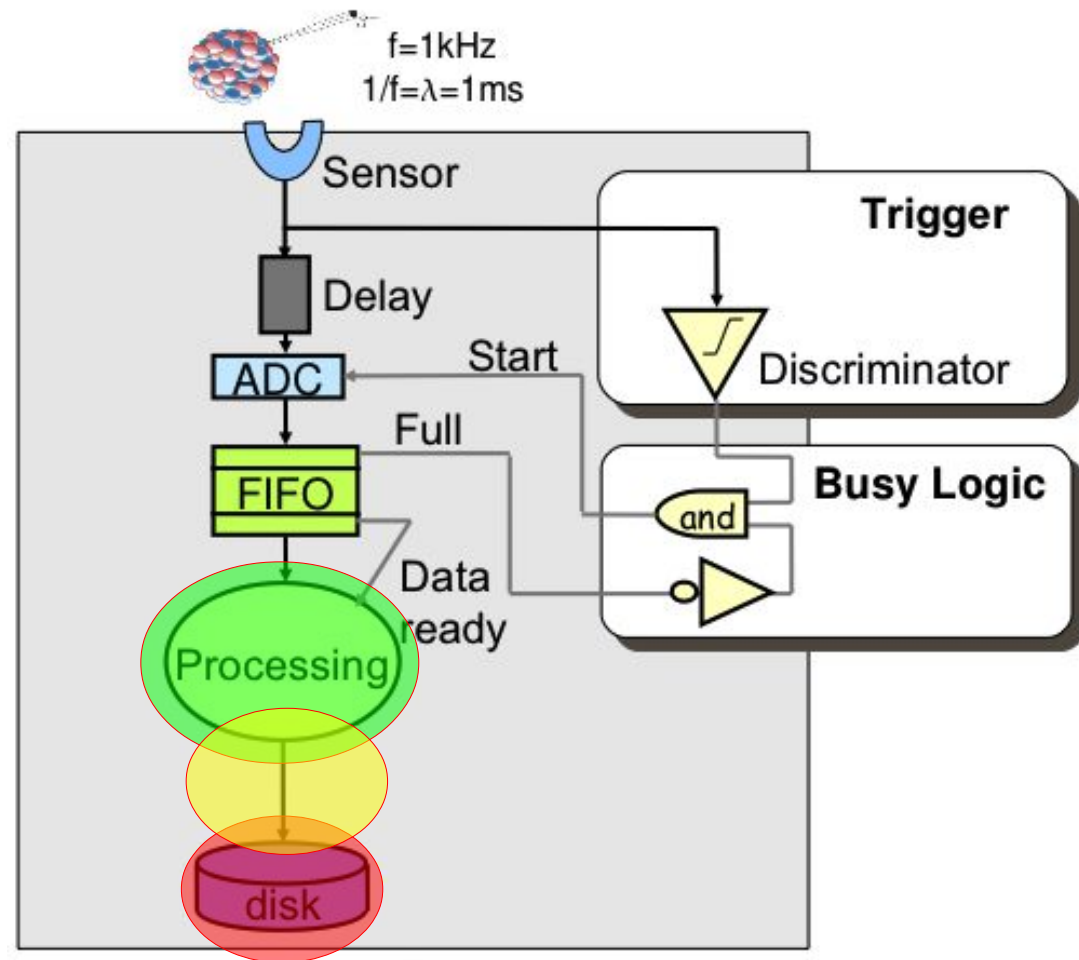 f=1kHz
1/f=λ=1ms
Sensor
Trigger
Delay
Start
ADC
Discriminator
Full
Busy Logic
FIFO
and
Data
ready
Processing
disk